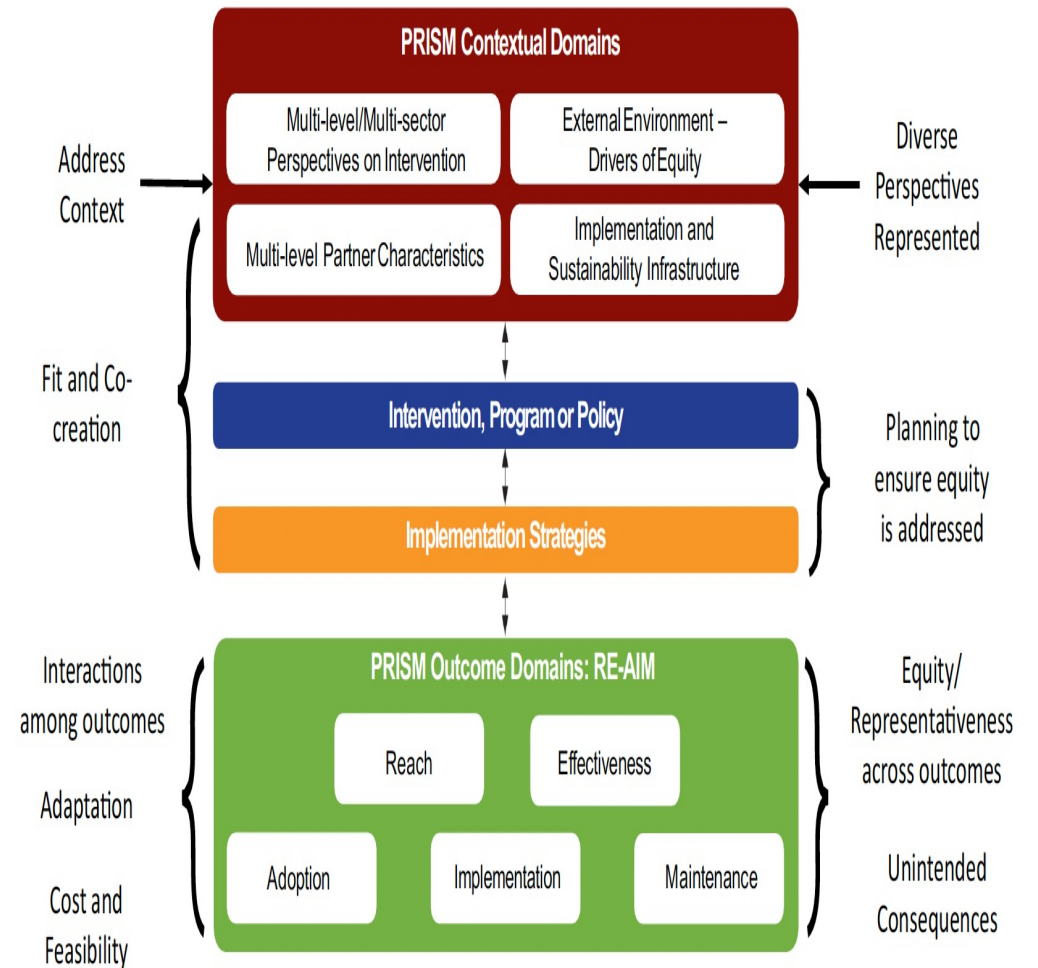 PRISM Contextual Domains
Multi-level/Multi-sector
Perspectives on Intervention
External Environment –
Drivers of Equity
Multi-level Partner Characteristics
Implementation and
Sustainability Infrastructure
Address
Context
Diverse
Perspectives
Represented
Fit and Co-
creation
Intervention, Program or Policy
Implementation Strategies
Planning to
ensure equity
is addressed
PRISM Outcome Domains: RE-AIM
Reach
Effectiveness
Adoption
Implementation
Maintenance
Interactions
among outcomes
Adaptation
Cost and
Feasibility
Equity/
Representativeness
across outcomes
Unintended
Consequences